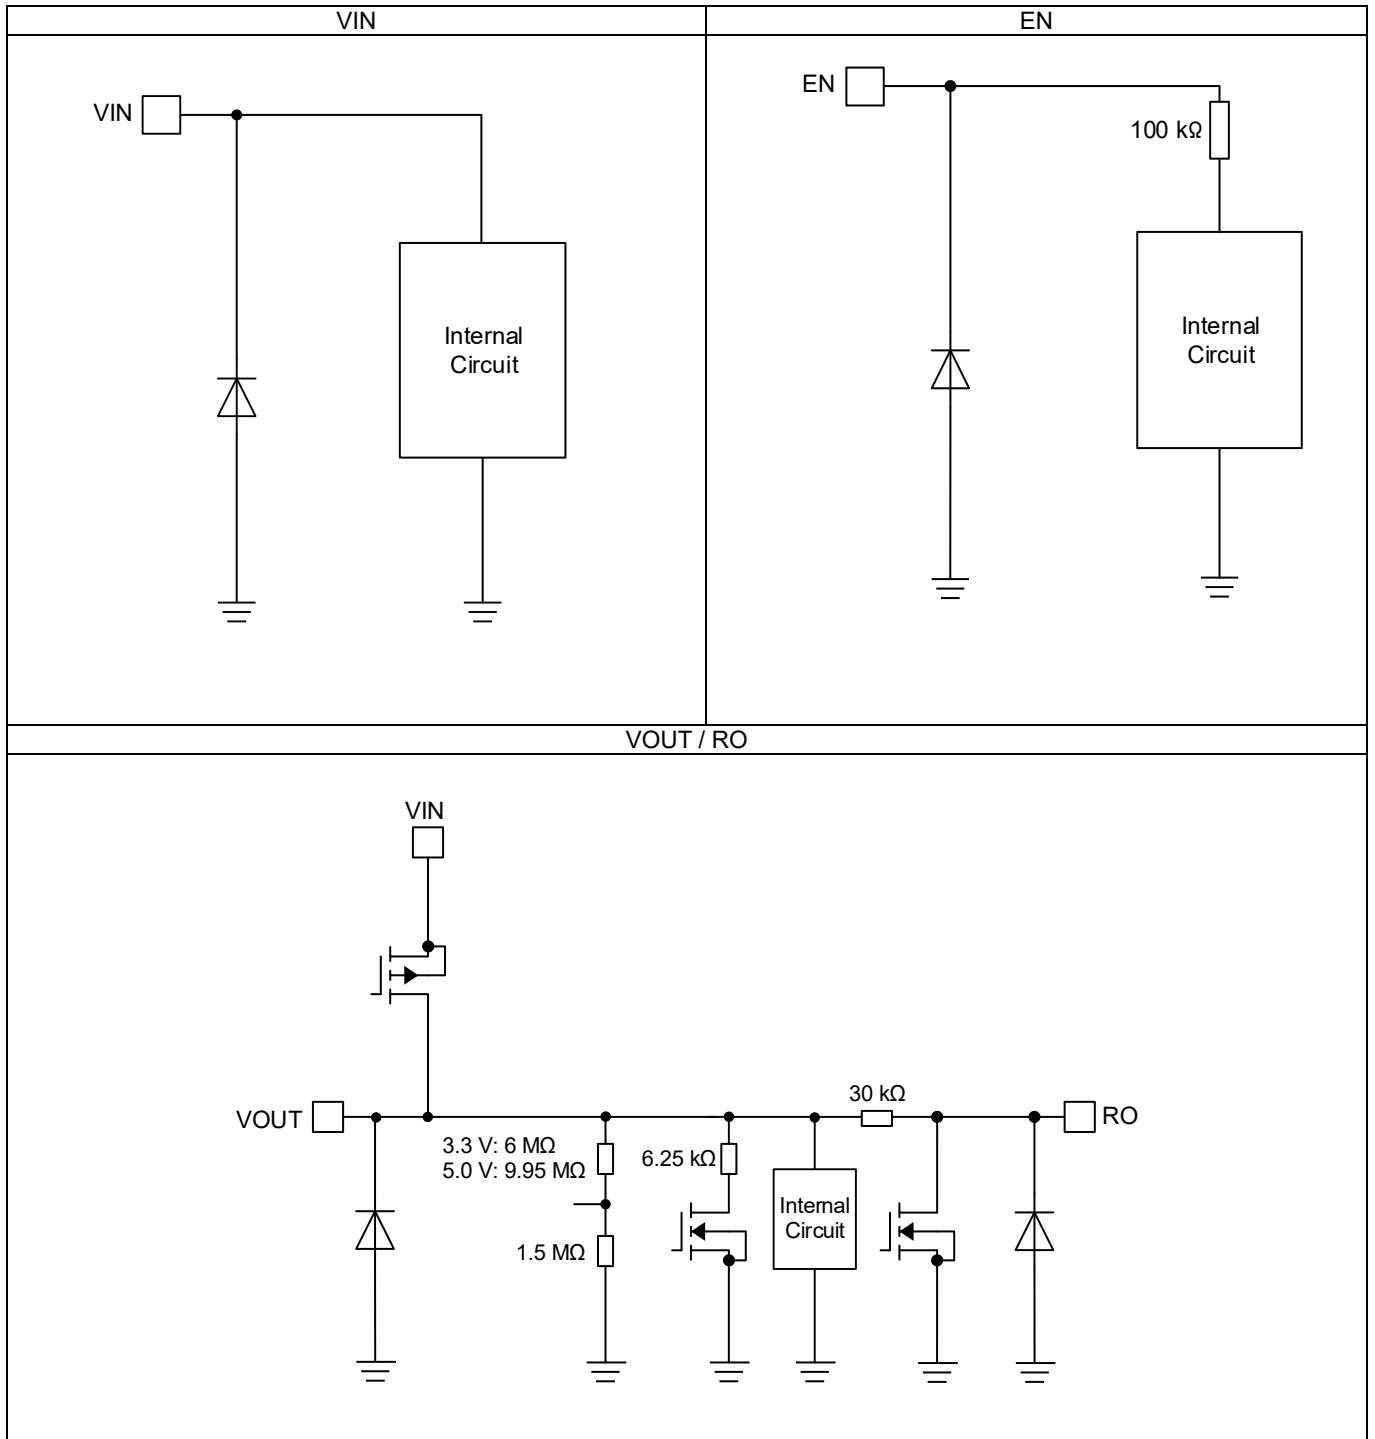 VIN
EN
VIN
EN
100 kΩ
Internal
Circuit
Internal
Circuit
VOUT / RO
VIN
VOUT
3.3 V: 6 MΩ
5.0 V: 9.95 MΩ
1.5 MΩ
6.25 kΩ
Internal
Circuit
30 kΩ
RO